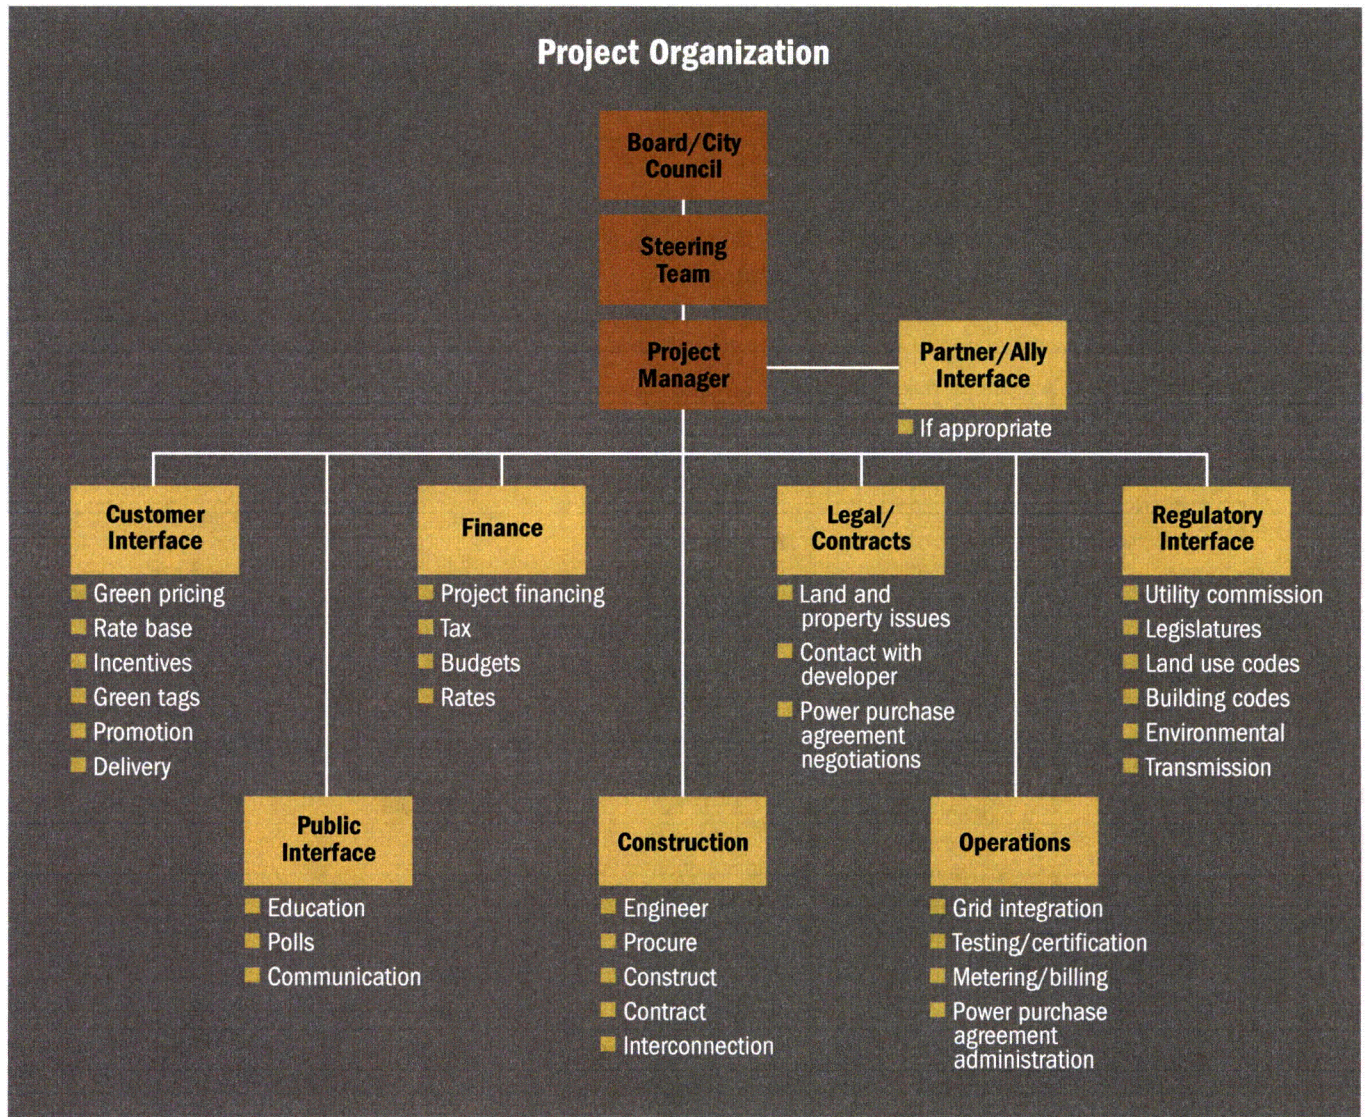 Project Organization
Board/City
Council
Steering
Team
Project
Manager
Partner/Ally
Interface
If appropriate
Customer
Interface
Green pricing
Rate base
Incentives
Green tags
Promotion
Delivery
Finance
Project financing
Tax
Budgets
Rates
Legal/
Contracts
Land and
property issues
Contact with
developer
Power purchase
agreement
negotiations
Regulatory
Interface
Utility commission
Legislatures
Land use codes
Building codes
Environmental
Transmission
Public
Interface
Education
Polls
Communication
Construction
Engineer
Procure
Construct
Contract
Interconnection
Operations
Grid integration
Testing/certification
Metering/billing
Power purchase
agreement
administration